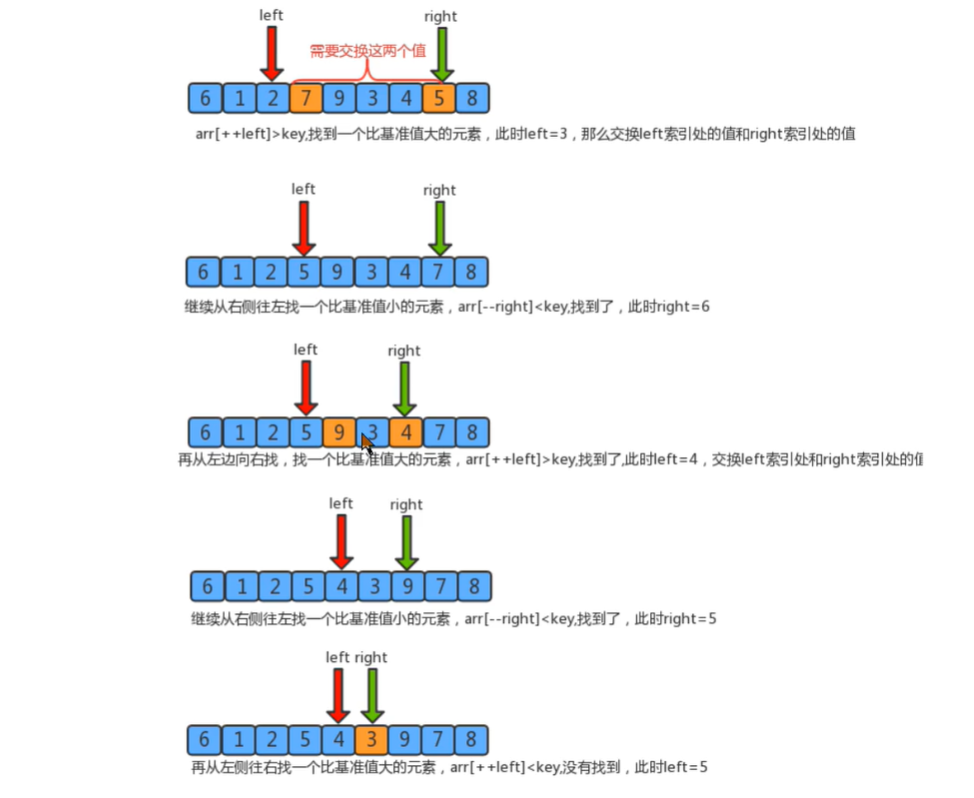 left right
需要交换这两个值
6 1 2 7 9 3 4 5 8
arr[++left]>key,找到一个比基准值大的元素，此时left=3，那么交换left索引处的值和right索引处的值
left right
6 1 2 5 9 3 4 7 8
继续从右侧往左找一个比基准值小的元素，arr[--right]<key,找到了，此时right=6
left right
6 1 2 5 9 3 4 7 8
再从左边向右找，找一个比基准值大的元素，arr[++left]>key,找到了,此时left=4，交换left索引处和right索引处的
left right
6 1 2 5 4 3 9 7 8
继续从右侧往左找一个比基准值小的元素，arr[--right]<key,找到了，此时right=5
left right
6 1 2 5 4 3 9 7 8
再从左侧往右找一个比基准值大的元素，arr[++left]<key,没有找到，此时left=5